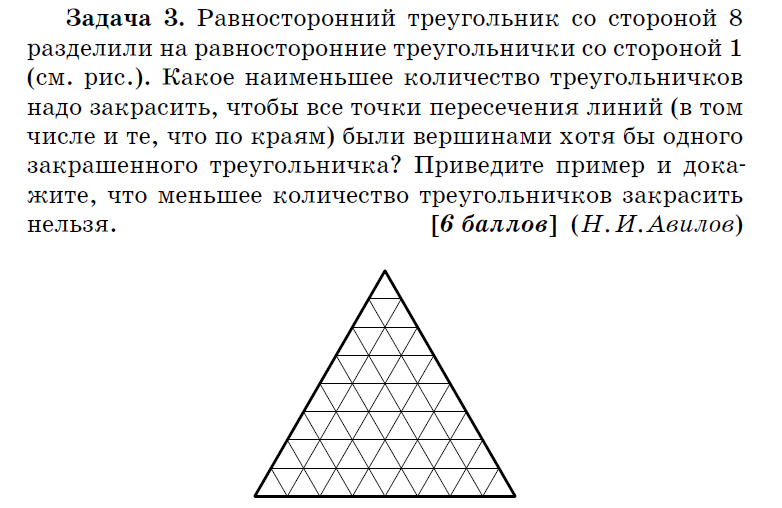 Задача 3. Равносторонний треугольник со стороной 8
разделили на равносторонние треугольнички со стороной 1
(см. рис.). Какое наименьшее количество треугольничков
надо закрасить, чтобы все точки пересечения линий (в том
числе и те, что по краям) были вершинами хотя бы одного
закрашенного треугольничка? Приведите пример и дока-
жите, что меньшее количество треугольничков закрасить
нельзя. [6 баллов] (Н. И. Авилов)